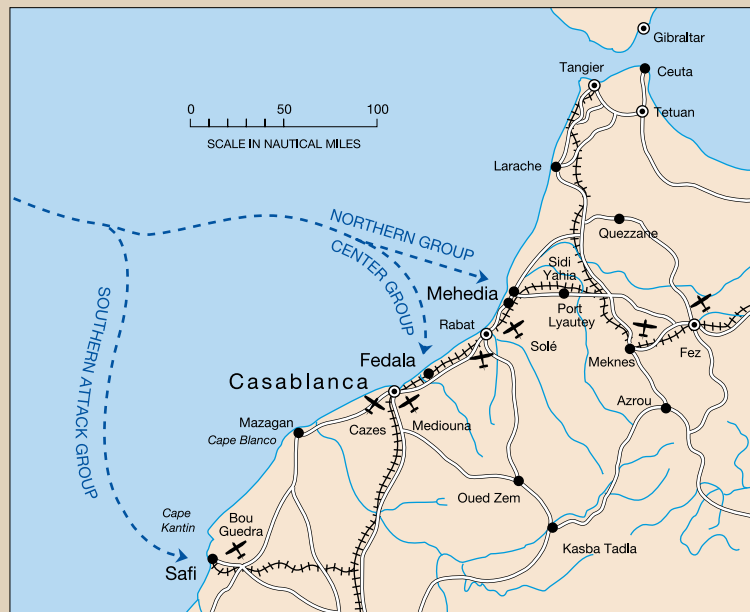 Gibraltar
Tangier
Ceuta
0 50 100
SCALE IN NAUTICAL MILES
Tetuan
Larache
NORTHERN GROUP
CENTER GROUP
SOUTHERN ATTACK GROUP
Quezzane
Sidi
Yahia
Mehedia
Port
Lyautey
Rabat
Solé
Meknes
Fez
Fedala
Casablanca
Azrou
Mazagan
Cape Blanco
Cazes
Mediouna
Oued Zem
Cape
Kantin
Bou
Guedra
Kasba Tadla
Safi